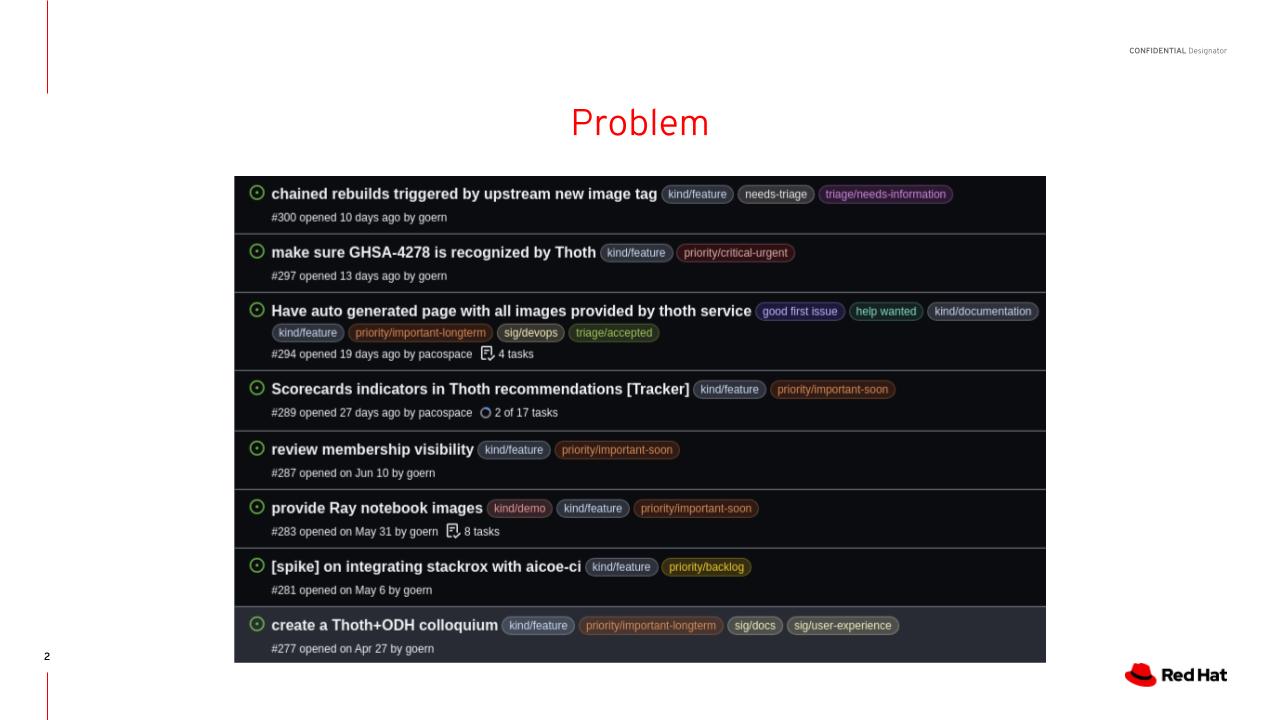 CONFIDENTIAL Designator
Problem
chained rebuilds triggered by upstream new image tag kind/feature needs-triage triage/needs-information
#300 opened 10 days ago by goern
make sure GHSA-4278 is recognized by Thoth kind/feature priority/critical-urgent
#297 opened 13 days ago by goern
Have auto generated page with all images provided by thoth service good first issue help wanted kind/documentation
kind/feature priority/important-longterm sig/devops triage/accepted
#294 opened 19 days ago by pacospace 4 tasks
Scorecards indicators in Thoth recommendations [Tracker] kind/feature priority/important-soon
#289 opened 27 days ago by pacospace 2 of 17 tasks
review membership visibility kind/feature priority/important-soon
#287 opened on Jun 10 by goern
provide Ray notebook images kind/demo kind/feature priority/important-soon
#283 opened on May 31 by goern 8 tasks
[spike] on integrating stackrox with aicoe-ci kind/feature priority/backlog
#281 opened on May 6 by goern
create a Thoth+ODH colloquium kind/feature priority/important-longterm sig/docs sig/user-experience
#277 opened on Apr 27 by goern
2
Red Hat